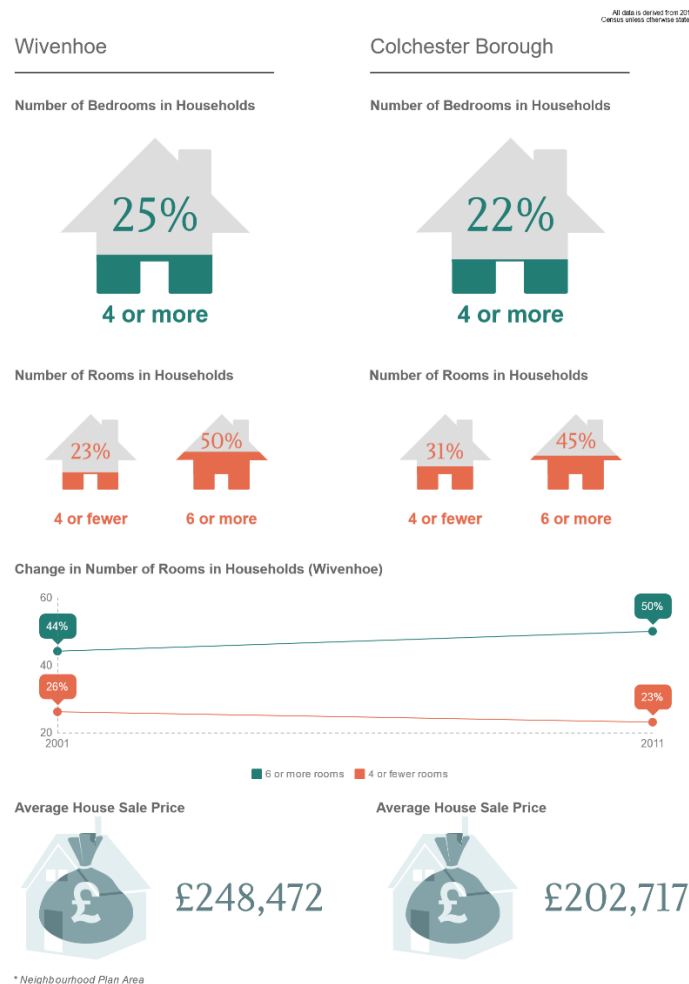 All data is derived from 201
Census unless otherwise state
Wivenhoe
Colchester Borough
Number of Bedrooms in Households
Number of Bedrooms in Households
25%
22%
4 or more
4 or more
Number of Rooms in Households
Number of Rooms in Households
23%
50%
31%
45%
4 or fewer
6 or more
4 or fewer
6 or more
Change in Number of Rooms in Households (Wivenhoe)
60
50%
44%
40
26%
23%
20
2001
2011
6 or more rooms
4 or fewer rooms
Average House Sale Price
Average House Sale Price
£
£248,472
£
£202,717
* Neighbourhood Plan Area